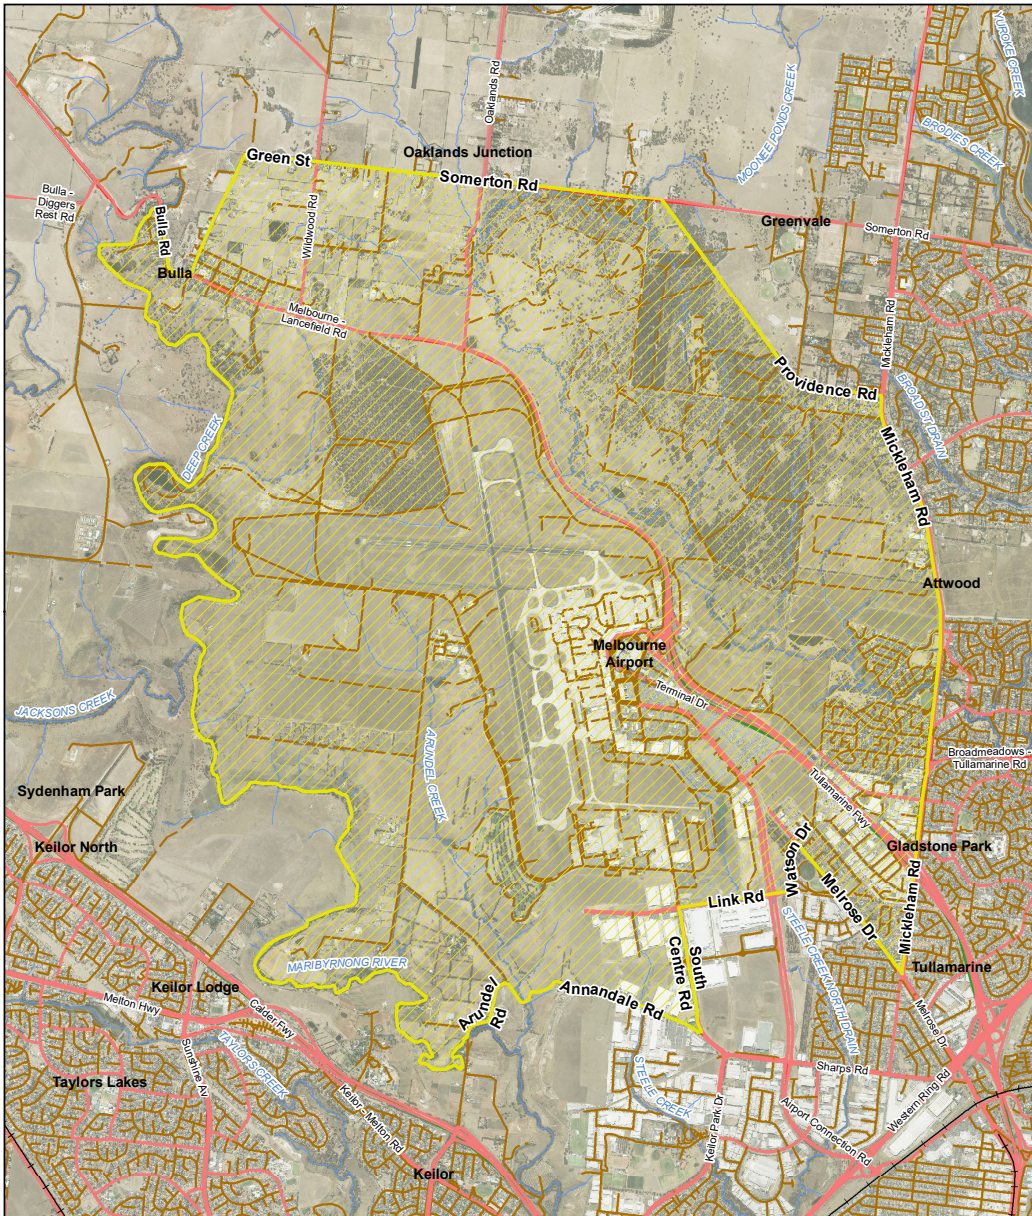 YUROKE CREEK
Oaklands Rd
MOONEE PONDS CREEK
BRODIES CREEK
Green St
Oaklands Junction
Somerton Rd
Bulla -
Diggers
Rest Rd
Bulla Rd
Wildwood Rd
Greenvale
Somerton Rd
Bulla
Melbourne -
Lancefield Rd
Mickleham Rd
Providence Rd
BROAD ST DRAIN
DEEP CREEK
Mickleham Rd
Attwood
Melbourne
Airport
Terminal Dr
JACKSONS CREEK
ARUNDEL CREEK
Broadmeadows -
Tullamarine Rd
Sydenham Park
Tullamarine Fwy
Keilor North
Watson Dr
Gladstone Park
Melrose Dr
Mickleham Rd
Link Rd
STEELE CREEK NORTH DRAIN
South
Centre Rd
MARIBYRNONG RIVER
Tullamarine
Keilor Lodge
Arundel
Rd
Annandale Rd
Melton Hwy
Calder Fwy
Melrose Dr
TAYLORS CREEK
Sunshine Av
Sharps Rd
Taylors Lakes
STEELE CREEK
Western Ring Rd
Keilor - Melton Rd
Keilor Park Dr
Airport Connection Rd
Keilor